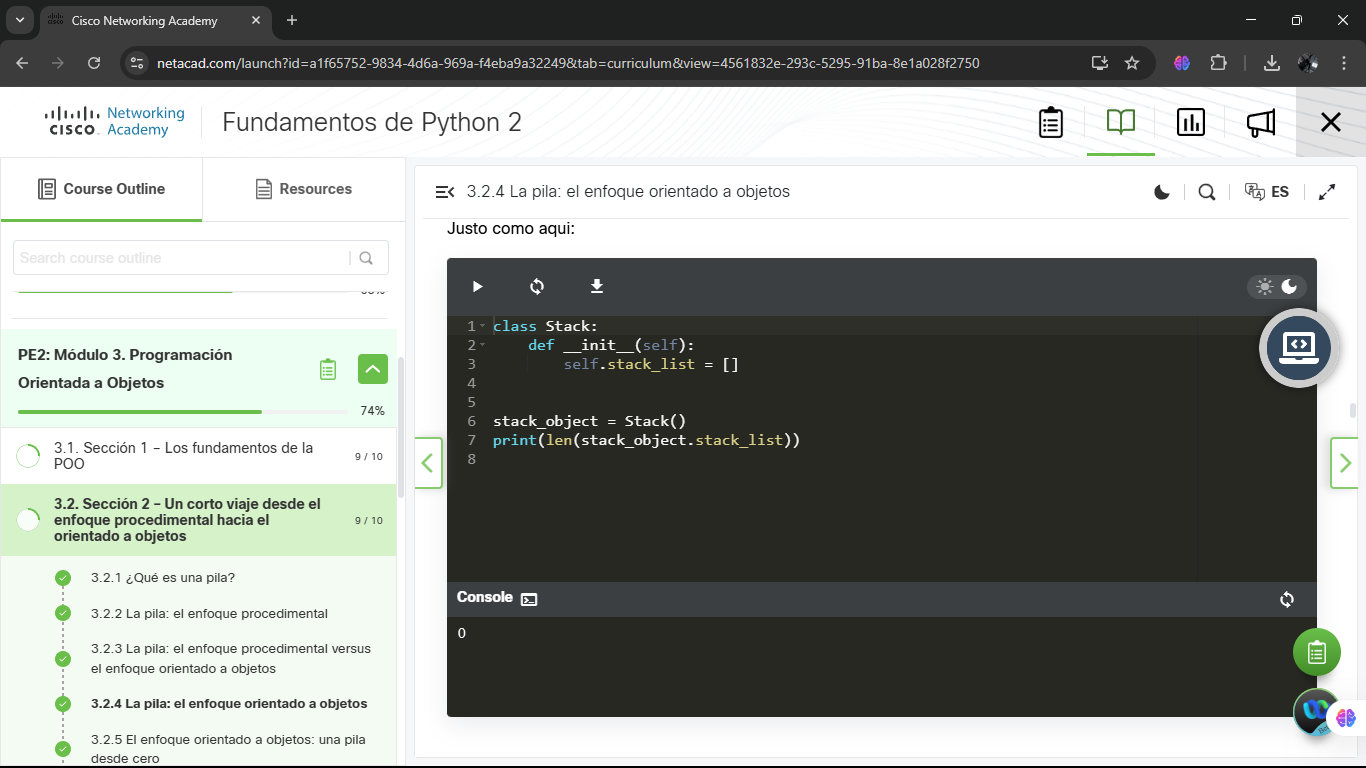 Cisco Networking Academy
netacad.com/launch?id=a1f65752-9834-4d6a-969a-f4eba9a32249&tab=curriculum&view=4561832e-293c-5295-91ba-8e1a028f2750
CISCO Networking Academy
Fundamentos de Python 2
Course Outline
Resources
Search course outline
PE2: Módulo 3. Programación
Orientada a Objetos
74%
3.1. Sección 1 – Los fundamentos de la
POO
9 / 10
3.2. Sección 2 – Un corto viaje desde el
enfoque procedimental hacia el
orientado a objetos
9 / 10
3.2.1 ¿Qué es una pila?
3.2.2 La pila: el enfoque procedimental
3.2.3 La pila: el enfoque procedimental versus
el enfoque orientado a objetos
3.2.4 La pila: el enfoque orientado a objetos
3.2.5 El enfoque orientado a objetos: una pila
desde cero
3.2.4 La pila: el enfoque orientado a objetos
ES
Justo como aqui:
1 class Stack:
2     def __init__(self):
3         self.stack_list = []
4
5
6 stack_object = Stack()
7 print(len(stack_object.stack_list))
8
Console
0